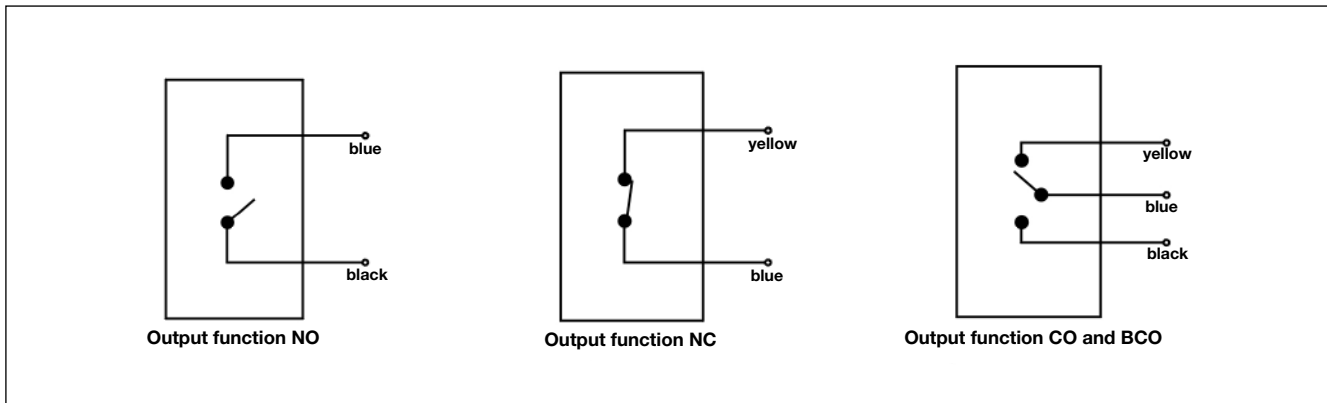 blue
black
Output function NO
yellow
blue
Output function NC
yellow
blue
black
Output function CO and BCO